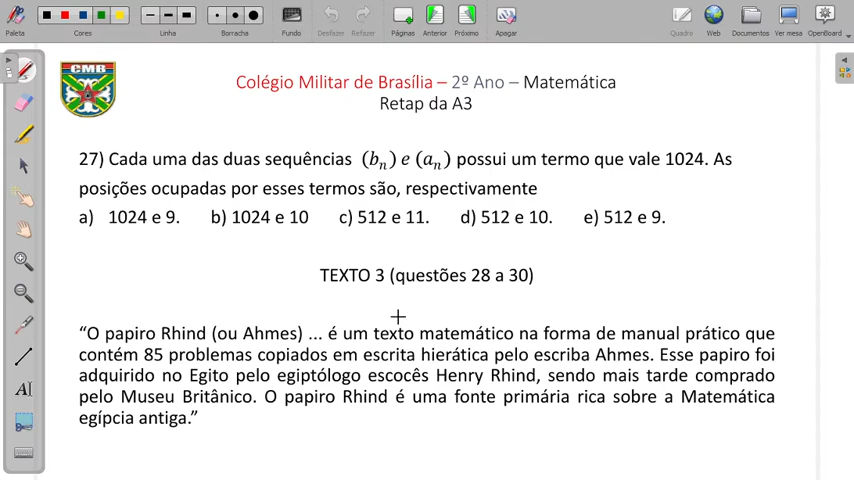 Paleta Cores Linha Borracha Fundo Desfazer Refazer Páginas Anterior Próximo Apagar Quadro Web Documentos Ver mesa OpenBoard
CMB
Colégio Militar de Brasília – 2º Ano – Matemática
Retap da A3
27) Cada uma das duas sequências (bn) e (an) possui um termo que vale 1024. As
posições ocupadas por esses termos são, respectivamente
a) 1024 e 9. b) 1024 e 10 c) 512 e 11. d) 512 e 10. e) 512 e 9.
TEXTO 3 (questões 28 a 30)
“O papiro Rhind (ou Ahmes) ... é um texto matemático na forma de manual prático que
contém 85 problemas copiados em escrita hierática pelo escriba Ahmes. Esse papiro foi
adquirido no Egito pelo egiptólogo escocês Henry Rhind, sendo mais tarde comprado
pelo Museu Britânico. O papiro Rhind é uma fonte primária rica sobre a Matemática
egípcia antiga.”